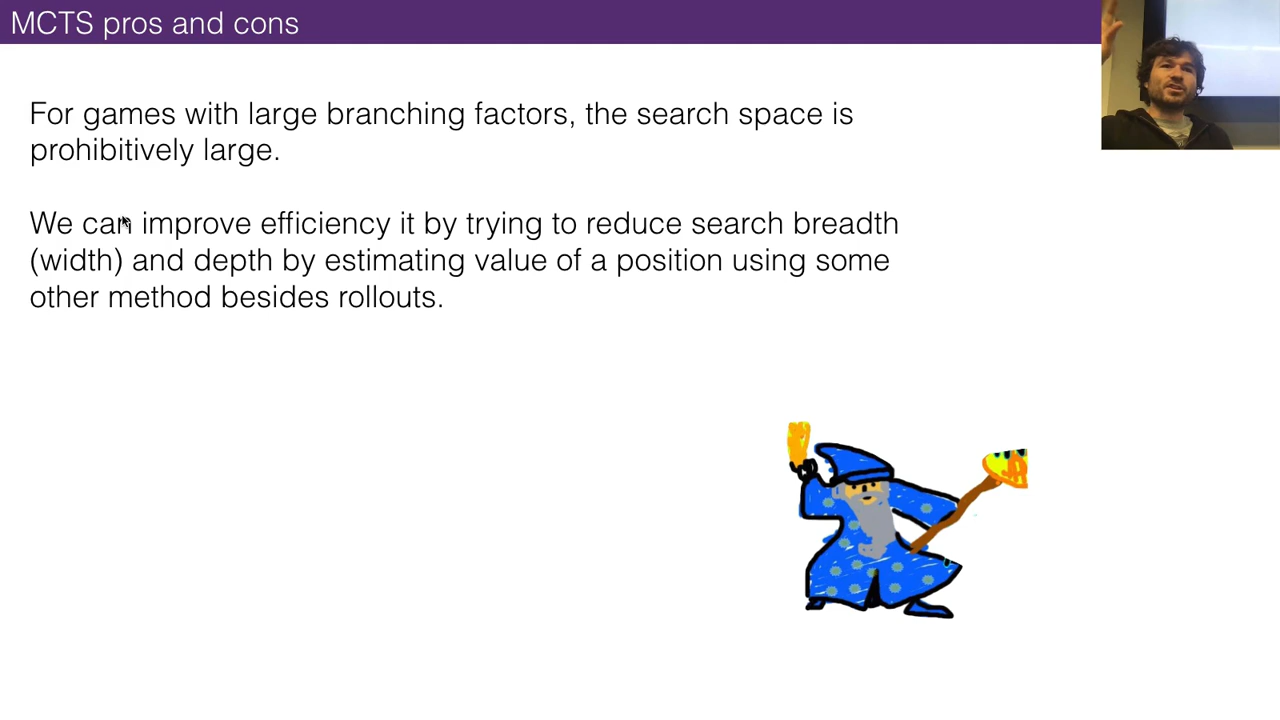 MCTS pros and cons
For games with large branching factors, the search space is
prohibitively large.
We can improve efficiency it by trying to reduce search breadth
(width) and depth by estimating value of a position using some
other method besides rollouts.